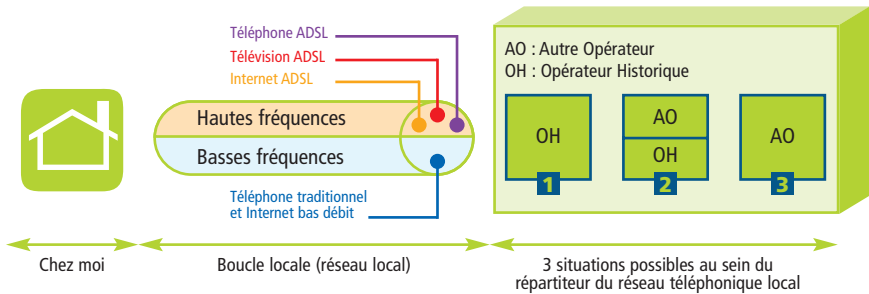 Téléphone ADSL
Télévision ADSL
Internet ADSL
Hautes fréquences
Basses fréquences
Téléphone traditionnel
et Internet bas débit
AO : Autre Opérateur
OH : Opérateur Historique
OH
1
AO
OH
2
AO
3
Chez moi
Boucle locale (réseau local)
3 situations possibles au sein du
répartiteur du réseau téléphonique local